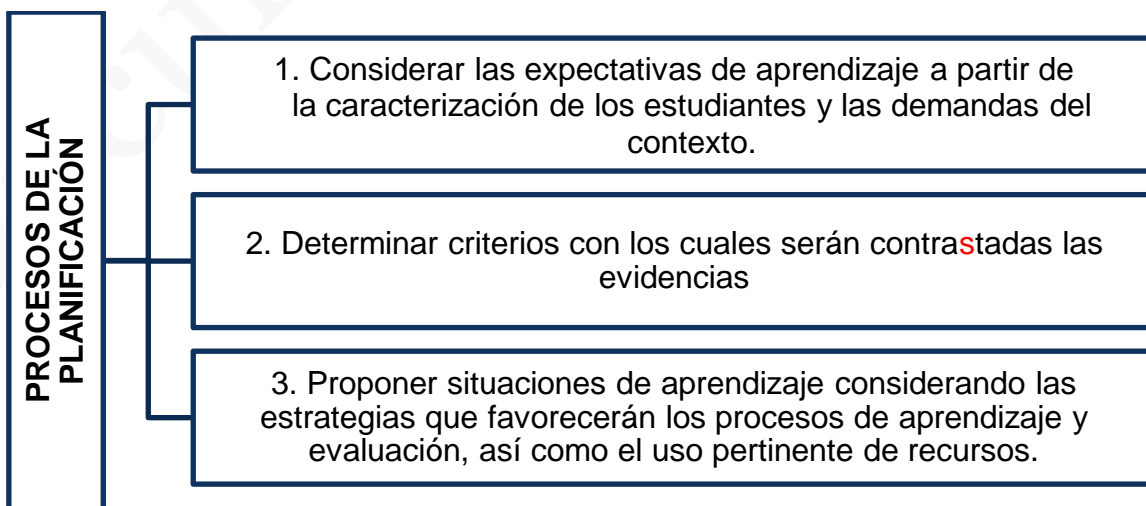 PROCESOS DE LA
PLANIFICACIÓN
1. Considerar las expectativas de aprendizaje a partir de
la caracterización de los estudiantes y las demandas del
contexto.
2. Determinar criterios con los cuales serán contrastadas las
evidencias
3. Proponer situaciones de aprendizaje considerando las
estrategias que favorecerán los procesos de aprendizaje y
evaluación, así como el uso pertinente de recursos.